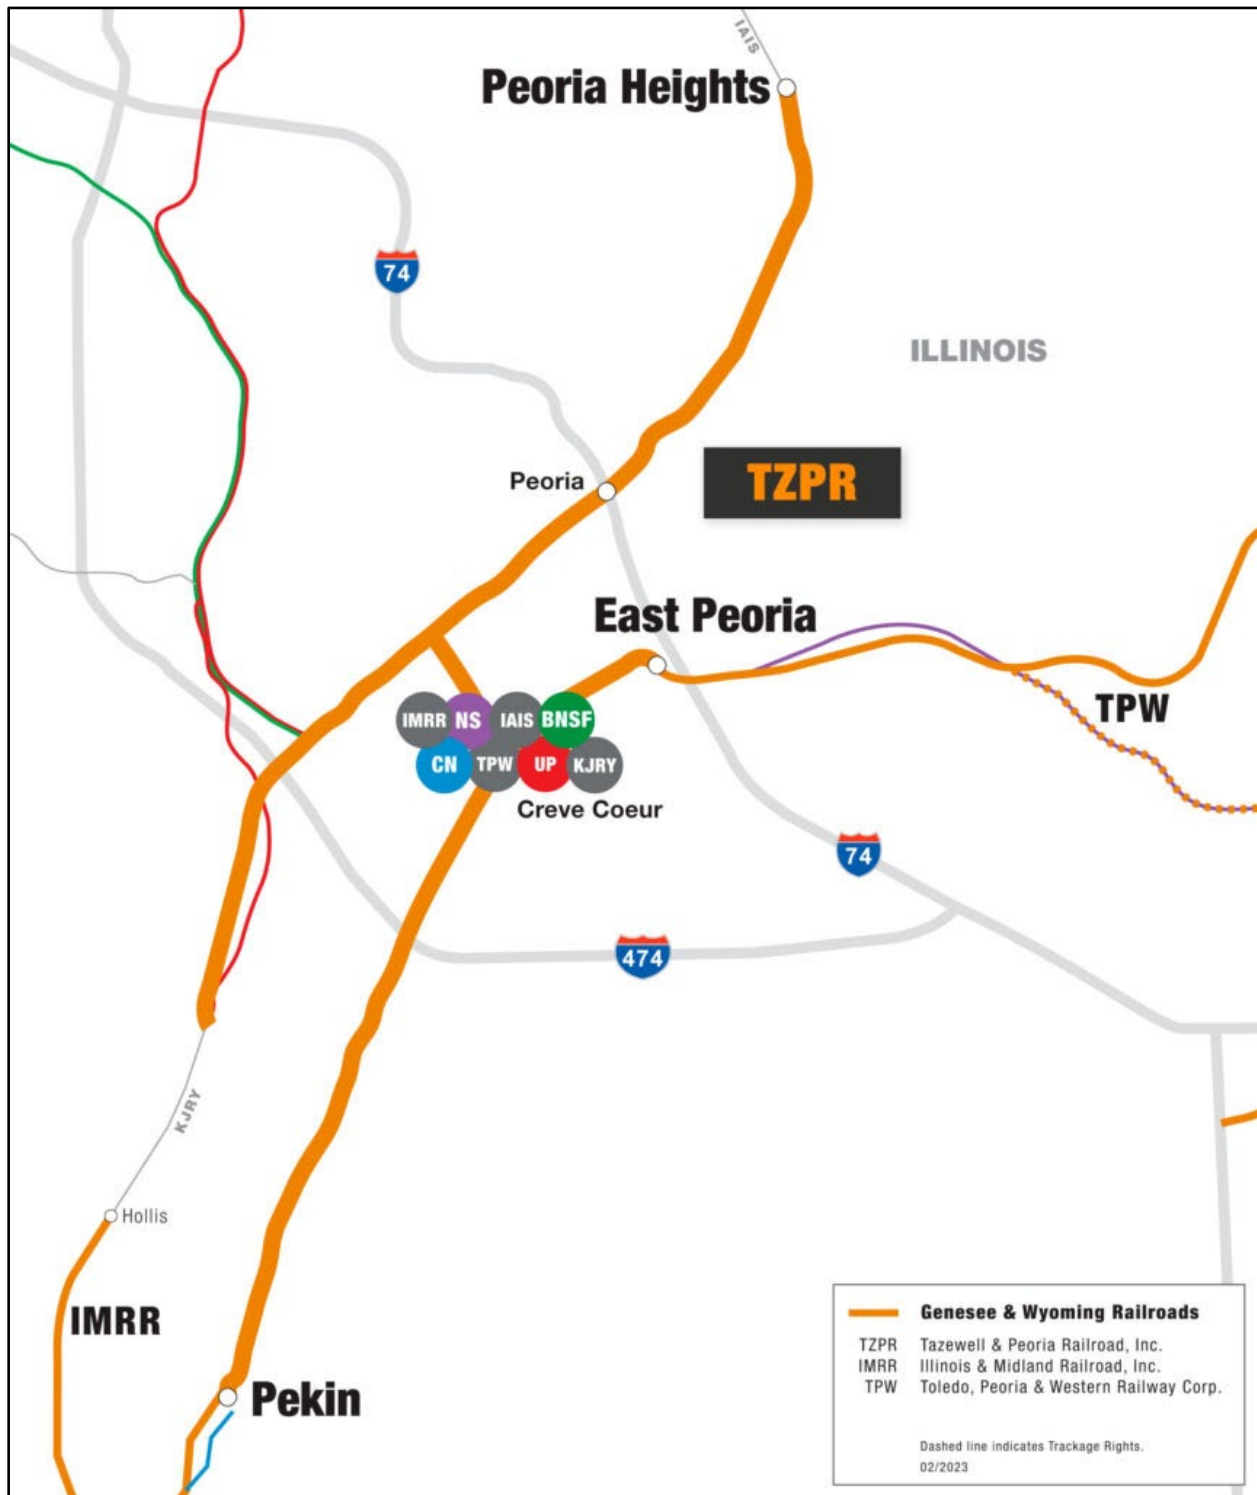 IAIS
Peoria Heights
74
ILLINOIS
Peoria
TZPR
East Peoria
TPW
IMRR NS IAIS BNSF
CN TPW UP KJRY
Creve Coeur
74
474
KJRY
Hollis
IMRR
Pekin
Genesee & Wyoming Railroads
TZPR Tazewell & Peoria Railroad, Inc.
IMRR Illinois & Midland Railroad, Inc.
TPW Toledo, Peoria & Western Railway Corp.
Dashed line indicates Trackage Rights.
02/2023